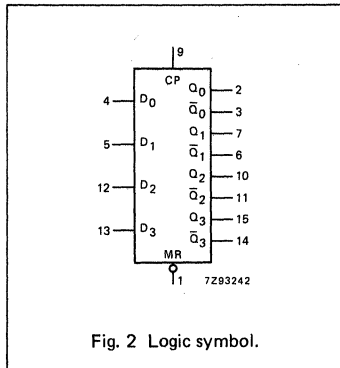 9
CP
4 D0 Q0 2
Q̅0 3
5 D1 Q1 7
Q̅1 6
12 D2 Q2 10
Q̅2 11
13 D3 Q3 15
Q̅3 14
MR
1 7Z93242
Fig. 2 Logic symbol.